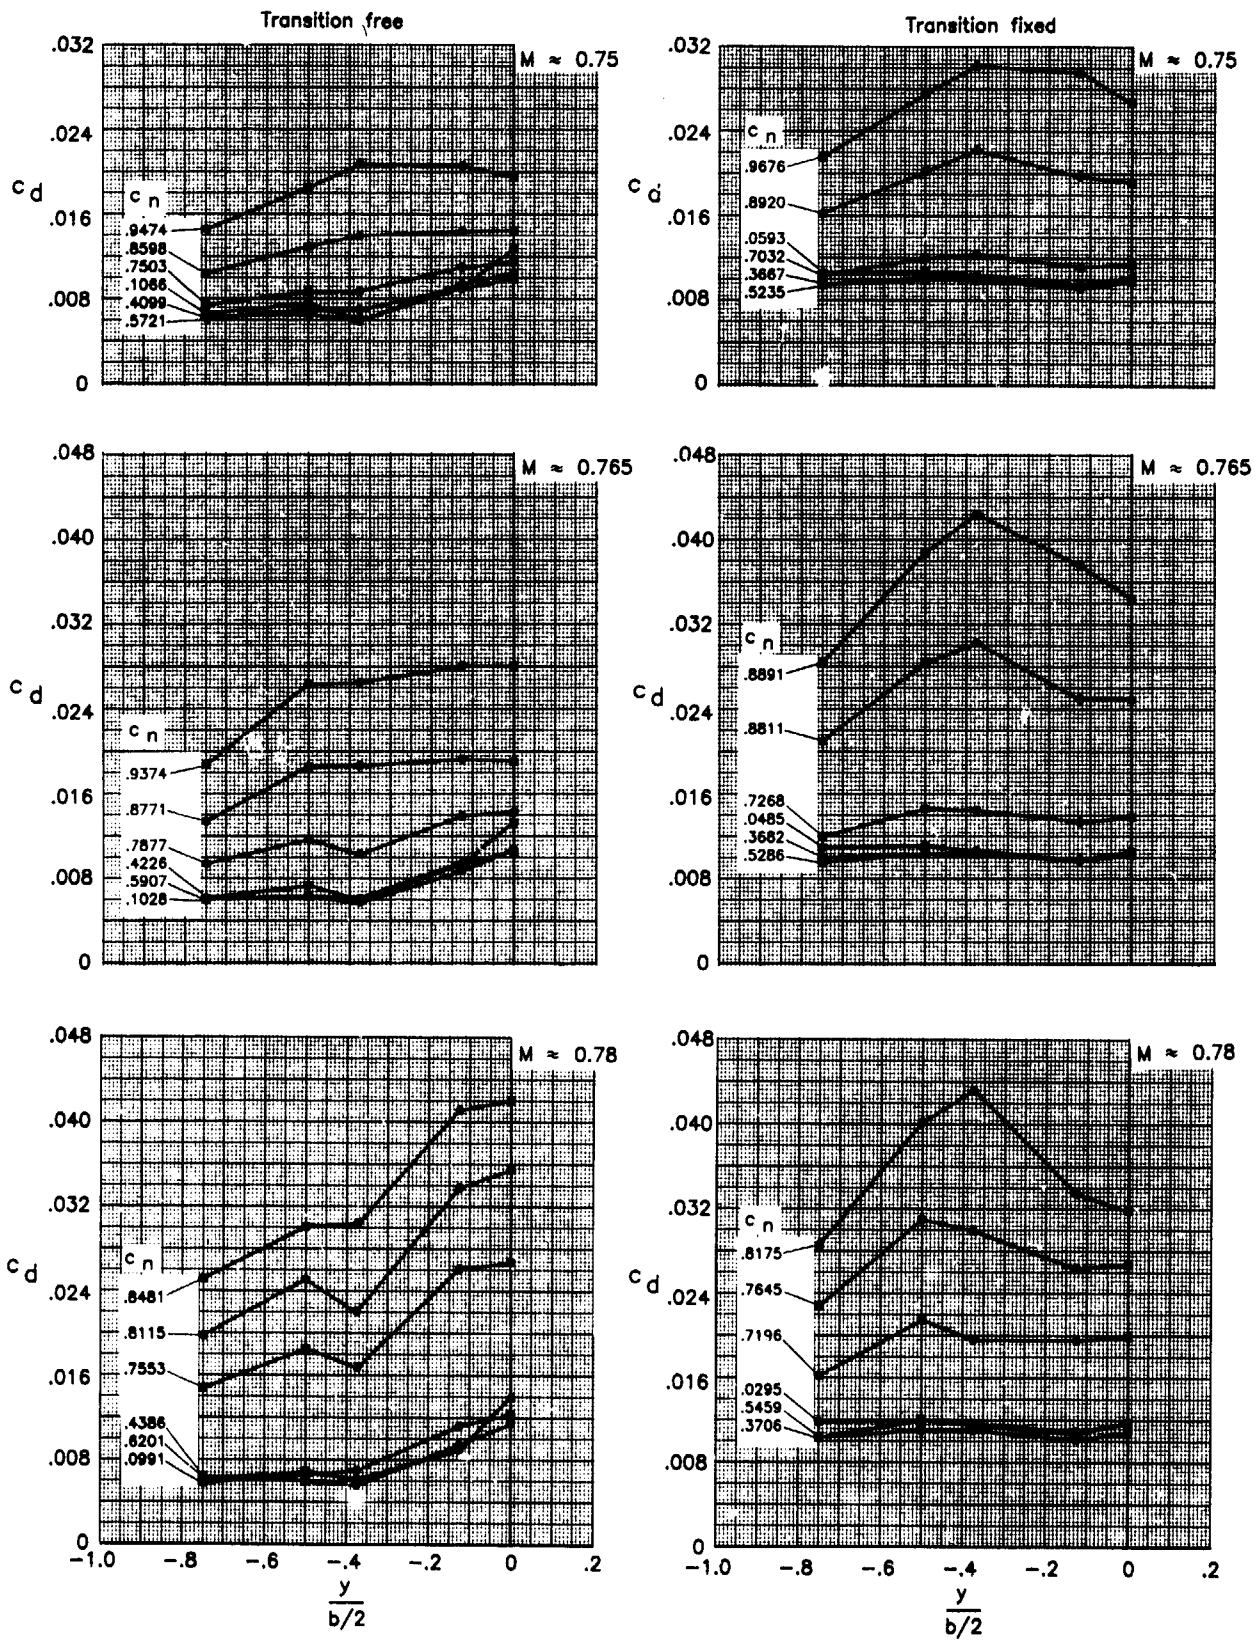 Transition free
Transition fixed
.032
.024
.016
.008
0
c d
M ≈ 0.75
c n
.9474
.8598
.7503
.1066
.4099
.5721
.032
.024
.016
.008
0
c d
M ≈ 0.75
c n
.9676
.8920
.0593
.7032
.3667
.5235
.048
.040
.032
.024
.016
.008
0
c d
M ≈ 0.765
c n
.9374
.8771
.7877
.4226
.5907
.1028
.048
.040
.032
.024
.016
.008
0
c d
M ≈ 0.765
c n
.8891
.8811
.7268
.0485
.3682
.5286
.048
.040
.032
.024
.016
.008
0
c d
M ≈ 0.78
c n
.8481
.8115
.7553
.4386
.6201
.0991
-1.0 -.8 -.6 -.4 -.2 0 .2
y
b/2
.048
.040
.032
.024
.016
.008
0
c d
M ≈ 0.78
c n
.8175
.7645
.7196
.0295
.5459
.3706
-1.0 -.8 -.6 -.4 -.2 0 .2
y
b/2